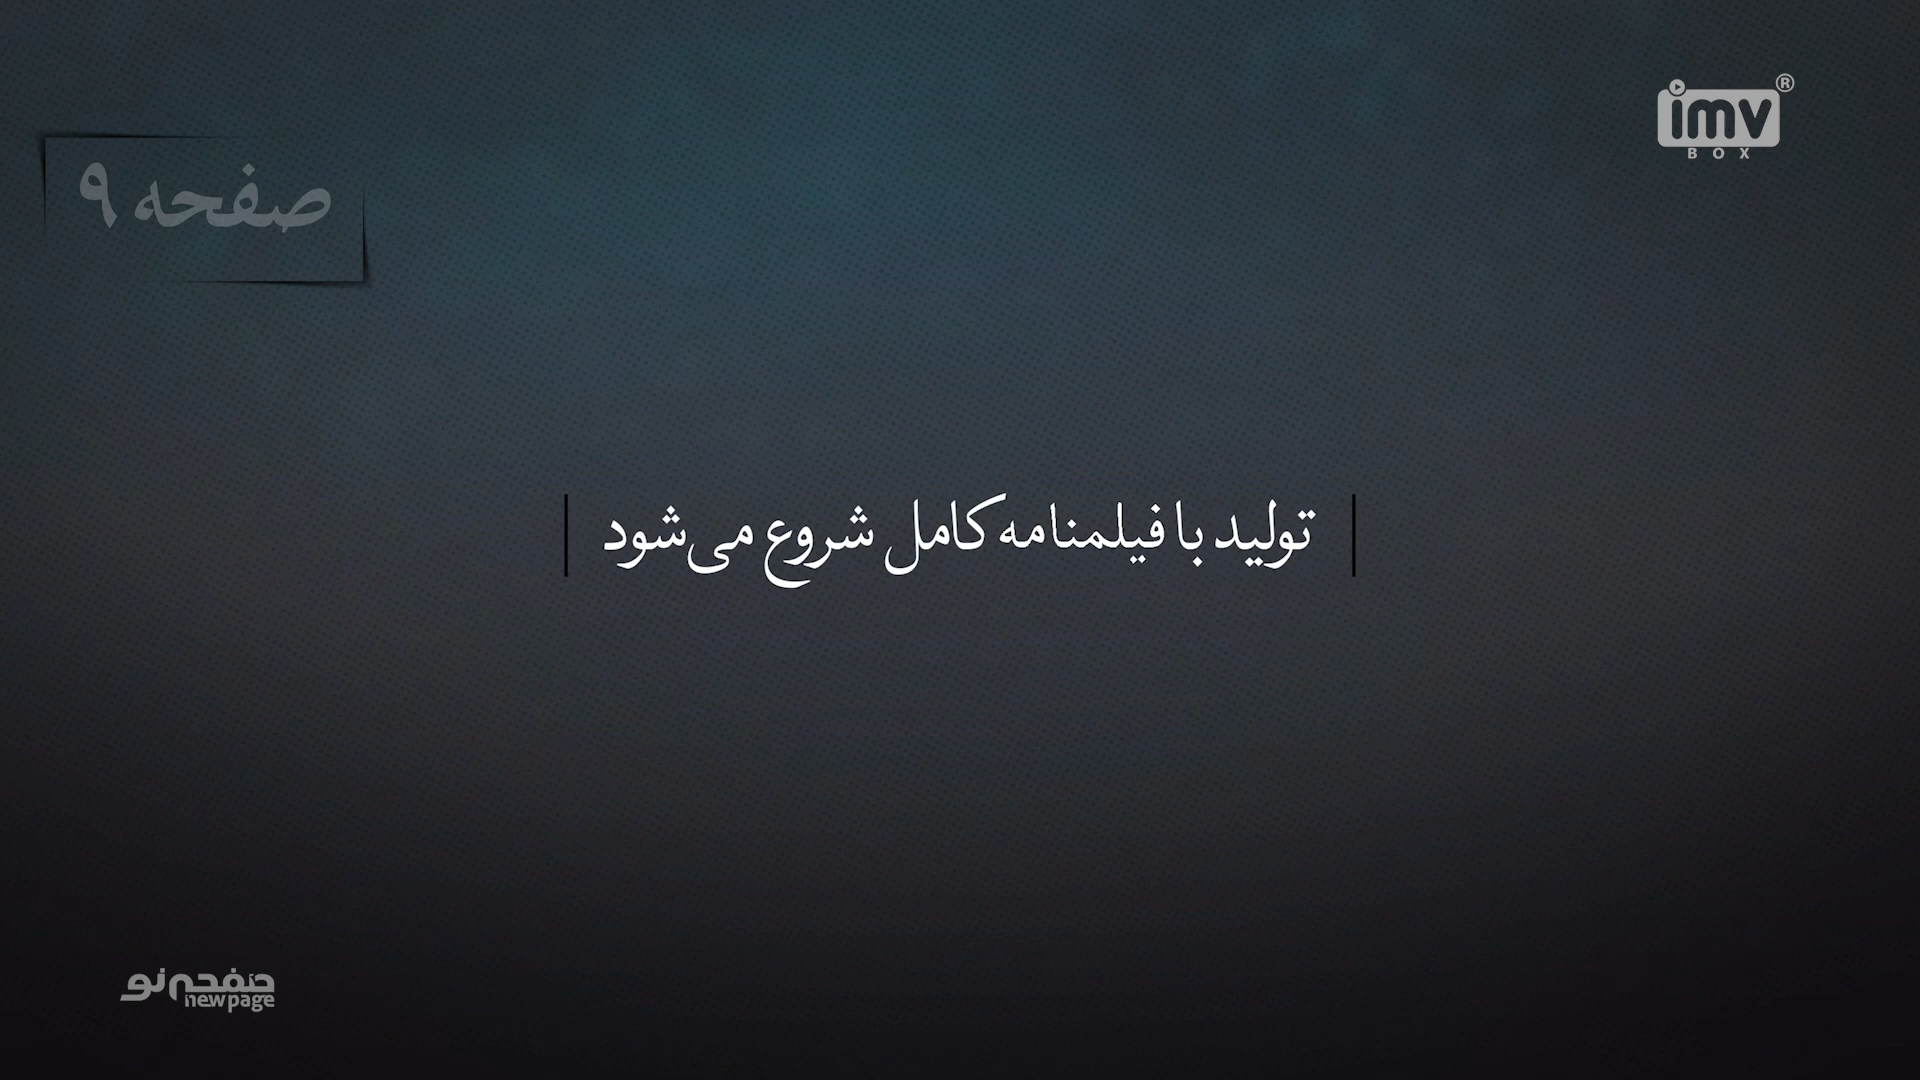 imv®
BOX
صفحه ۹
تولید با فیلمنامه کامل شروع می‌شود
صفحه نو
newpage